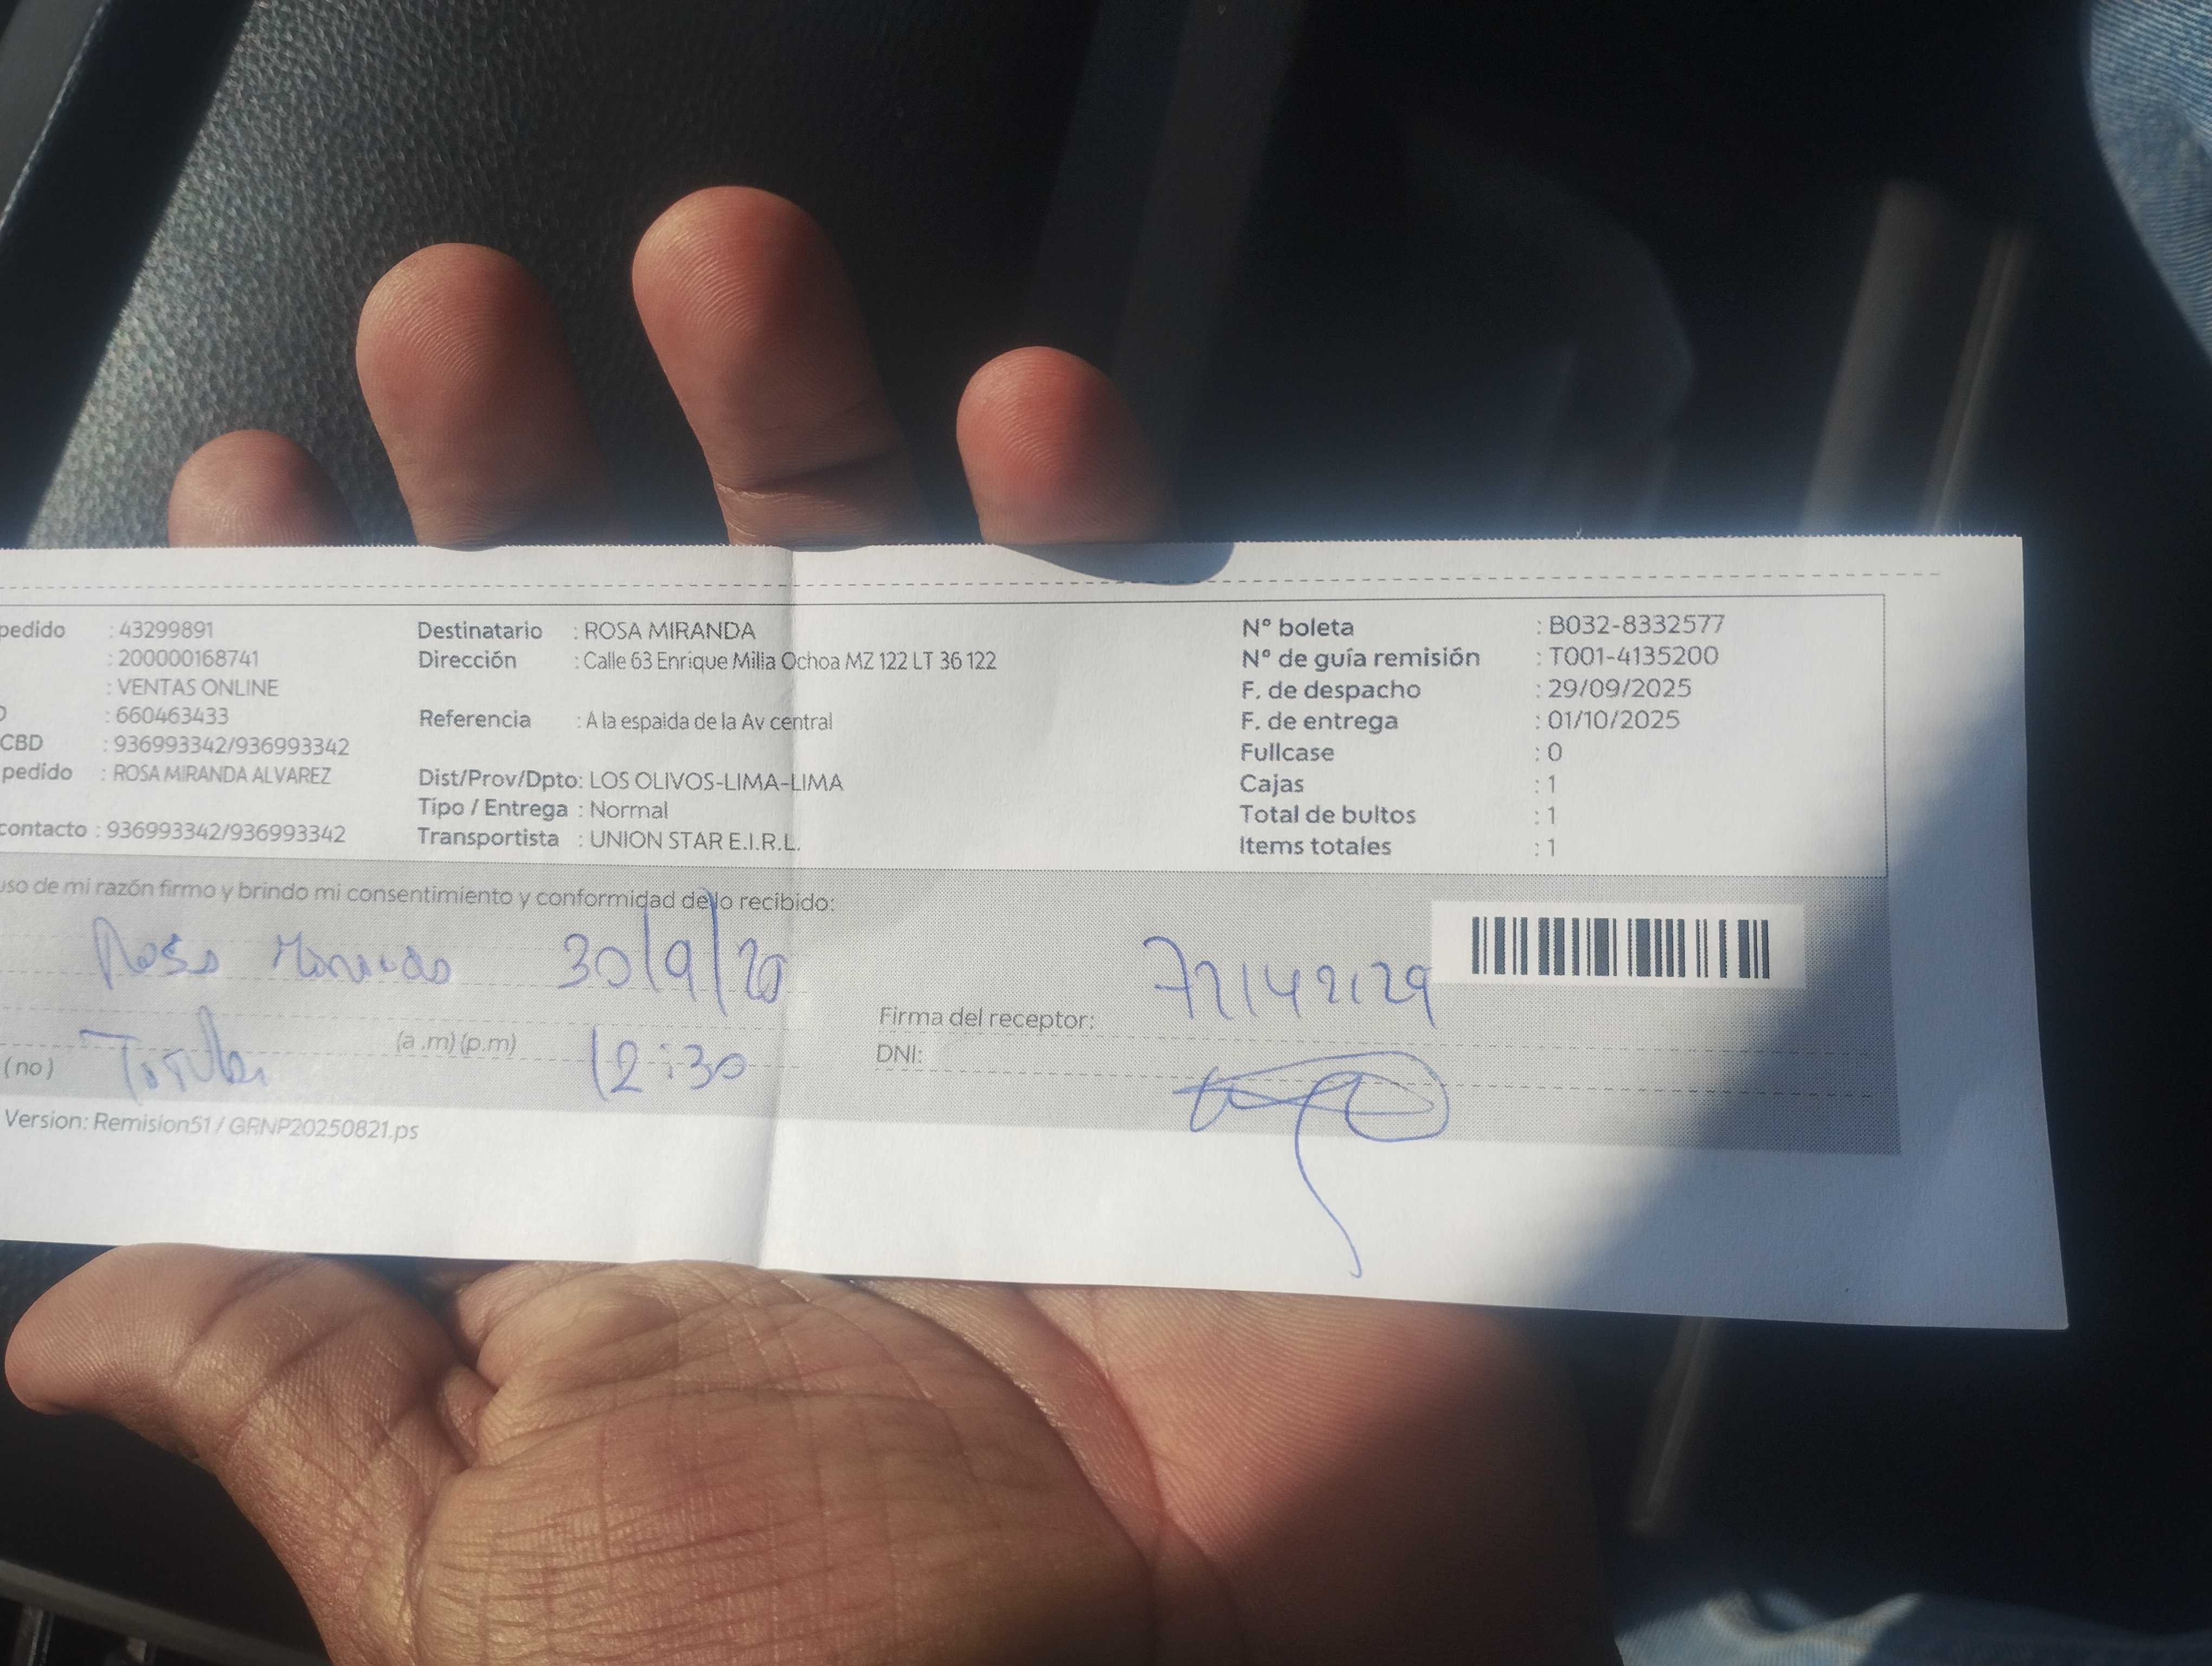 pedido : 43299891
: 200000168741
: VENTAS ONLINE
: 660463433
CBD : 936993342/936993342
pedido : ROSA MIRANDA ALVAREZ
contacto : 936993342/936993342
Destinatario : ROSA MIRANDA
Dirección : Calle 63 Enrique Milla Ochoa MZ 122 LT 36 122
Referencia : A la espalda de la Av central
Dist/Prov/Dpto: LOS OLIVOS-LIMA-LIMA
Tipo / Entrega : Normal
Transportista : UNION STAR E.I.R.L.
Nº boleta : B032-8332577
Nº de guía remisión : T001-4135200
F. de despacho : 29/09/2025
F. de entrega : 01/10/2025
Fullcase : 0
Cajas : 1
Total de bultos : 1
Items totales : 1
uso de mi razón firmo y brindo mi consentimiento y conformidad de lo recibido:
Rosa Miranda 30/9/
Firma del receptor:
(no) (a .m) (p.m) 12:30
DNI:
Version: Remision51 / GRNP20250821.ps